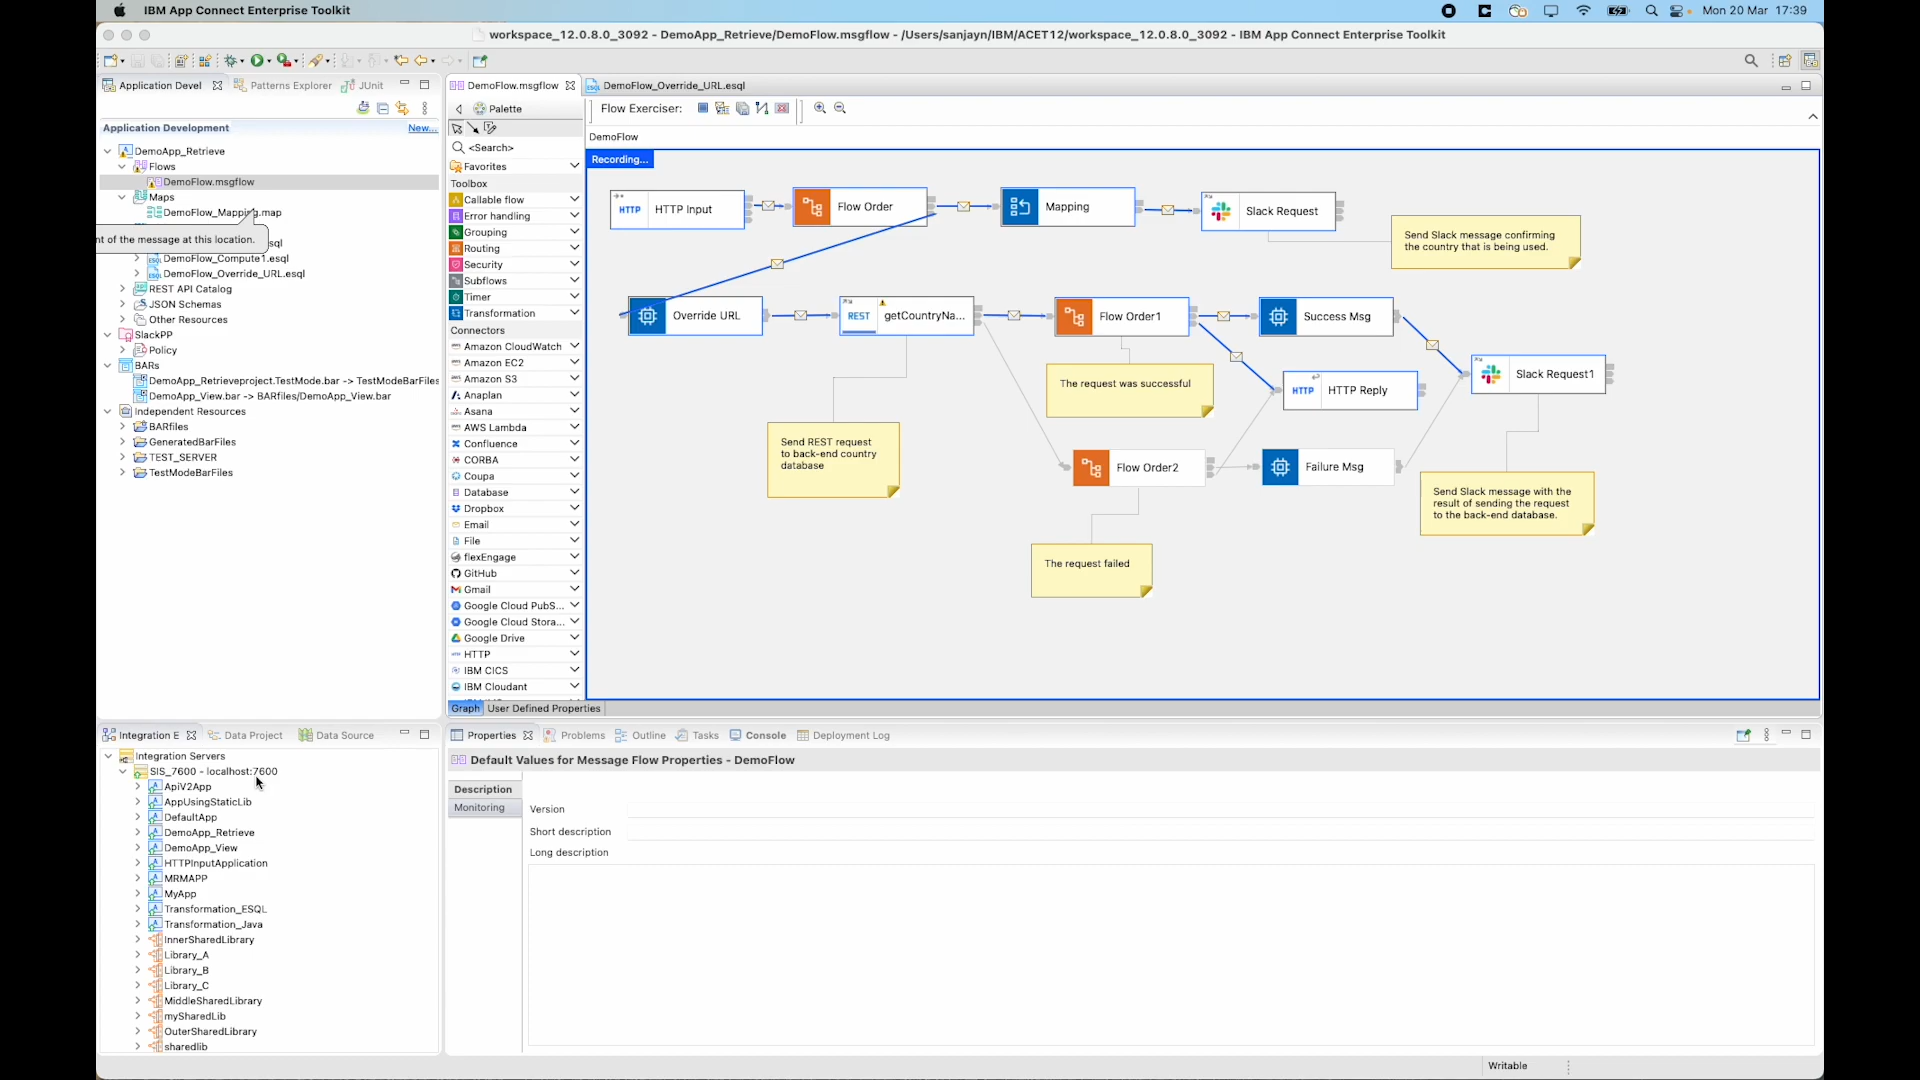 IBM App Connect Enterprise Toolkit
Mon 20 Mar 17:39
workspace_12.0.8.0_3092 - DemoApp_Retrieve/DemoFlow.msgflow - /Users/sanjayn/IBM/ACET12/workspace_12.0.8.0_3092 - IBM App Connect Enterprise Toolkit
Application Devel
Patterns Explorer
JUnit
Application Development
New...
DemoApp_Retrieve
Flows
DemoFlow.msgflow
Maps
DemoFlow_Mapping.map
nt of the message at this location.
sql
DemoFlow_Compute1.esql
DemoFlow_Override_URL.esql
REST API Catalog
JSON Schemas
Other Resources
SlackPP
Policy
BARs
DemoApp_Retrieveproject.TestMode.bar -> TestModeBarFiles
DemoApp_View.bar -> BARfiles/DemoApp_View.bar
Independent Resources
BARfiles
GeneratedBarFiles
TEST_SERVER
TestModeBarFiles
DemoFlow.msgflow
DemoFlow_Override_URL.esql
Palette
<Search>
Favorites
Toolbox
Callable flow
Error handling
Grouping
Routing
Security
Subflows
Timer
Transformation
Connectors
Amazon CloudWatch
Amazon EC2
Amazon S3
Anaplan
Asana
AWS Lambda
Confluence
CORBA
Coupa
Database
Dropbox
Email
File
flexEngage
GitHub
Gmail
Google Cloud PubS...
Google Cloud Stora...
Google Drive
HTTP
IBM CICS
IBM Cloudant
Flow Exerciser:
DemoFlow
Recording...
HTTP
HTTP Input
Flow Order
Mapping
Slack Request
Send Slack message confirming
the country that is being used.
Override URL
REST
getCountryNa...
Flow Order1
Success Msg
The request was successful
HTTP
HTTP Reply
Slack Request1
Send REST request
to back-end country
database
Flow Order2
Failure Msg
Send Slack message with the
result of sending the request
to the back-end database.
The request failed
Graph
User Defined Properties
Integration E
Data Project
Data Source
Integration Servers
SIS_7600 - localhost:7600
ApiV2App
AppUsingStaticLib
DefaultApp
DemoApp_Retrieve
DemoApp_View
HTTPInputApplication
MRMAPP
MyApp
Transformation_ESQL
Transformation_Java
InnerSharedLibrary
Library_A
Library_B
Library_C
MiddleSharedLibrary
mySharedLib
OuterSharedLibrary
sharedlib
Properties
Problems
Outline
Tasks
Console
Deployment Log
Default Values for Message Flow Properties - DemoFlow
Description
Monitoring
Version
Short description
Long description
Writable